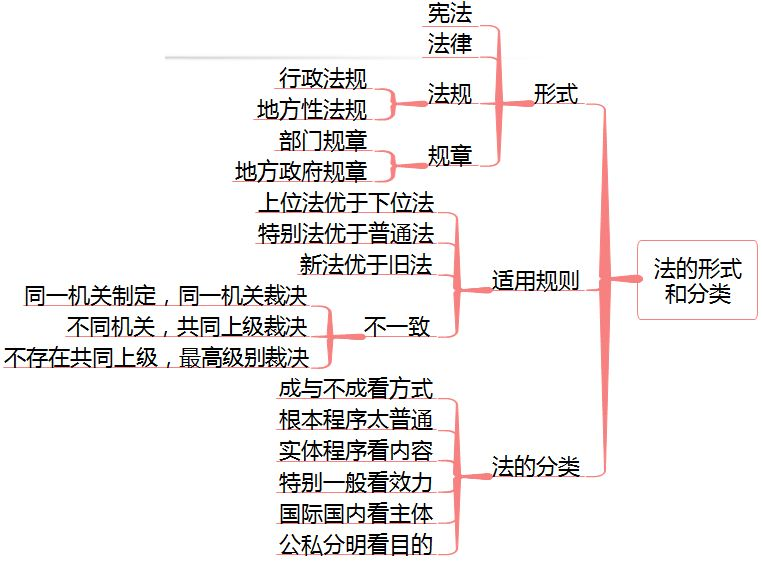 宪法
法律
行政法规
地方性法规
法规
部门规章
地方政府规章
规章
形式
上位法优于下位法
特别法优于普通法
新法优于旧法
同一机关制定，同一机关裁决
不同机关，共同上级裁决
不存在共同上级，最高级别裁决
不一致
适用规则
成与不成看方式
根本程序太普通
实体程序看内容
特别一般看效力
国际国内看主体
公私分明看目的
法的分类
法的形式
和分类